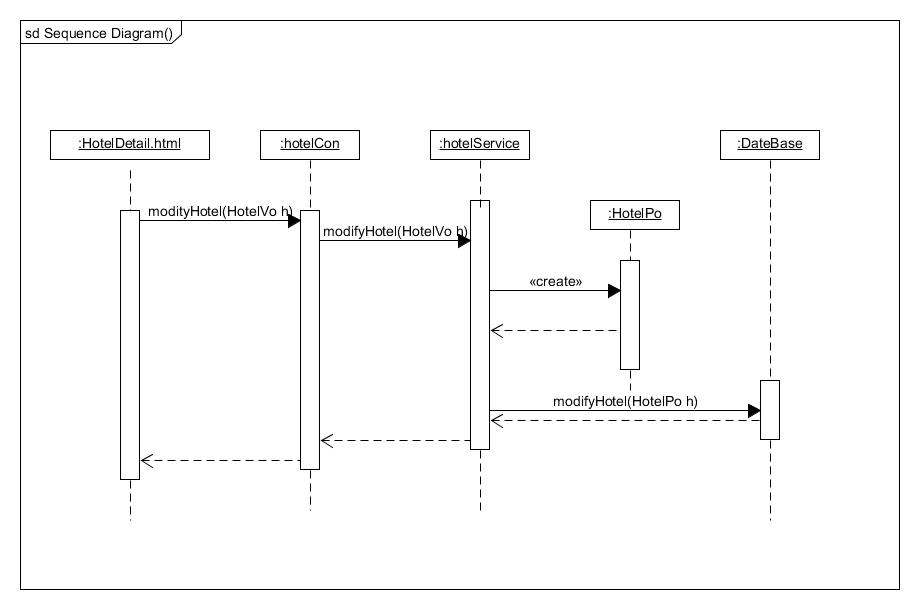 sd Sequence Diagram()
:HotelDetail.html
:hotelCon
:hotelService
:DateBase
:HotelPo
modityHotel(HotelVo h)
modifyHotel(HotelVo h)
«create»
modifyHotel(HotelPo h)